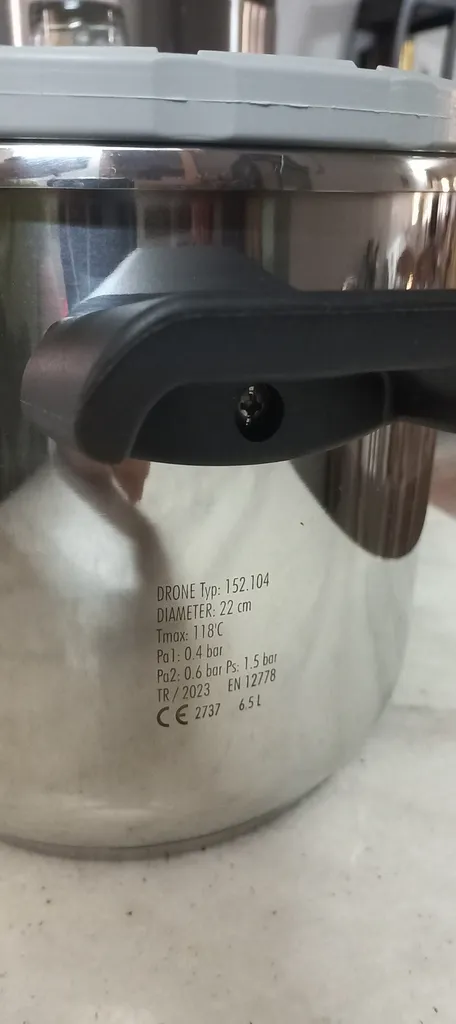 DRONE Typ: 152.104
DIAMETER: 22 cm
Tmax: 118°C
Pa1: 0.4 bar
Pa2: 0.6 bar Ps: 1.5 bar
TR / 2023 EN 12778
CE 2737 6.5 L